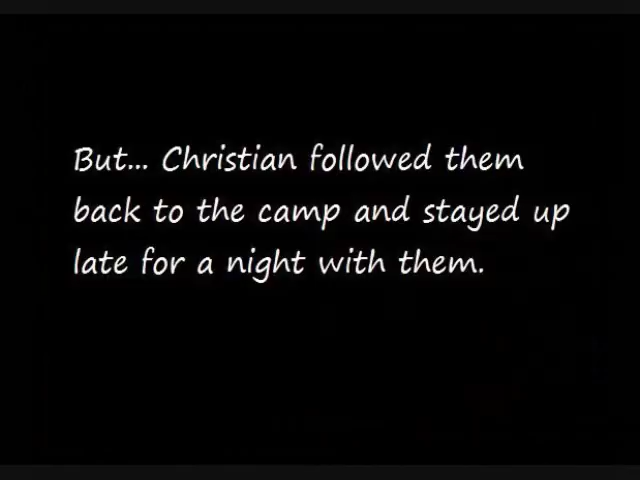 But... Christian followed them
back to the camp and stayed up
late for a night with them.